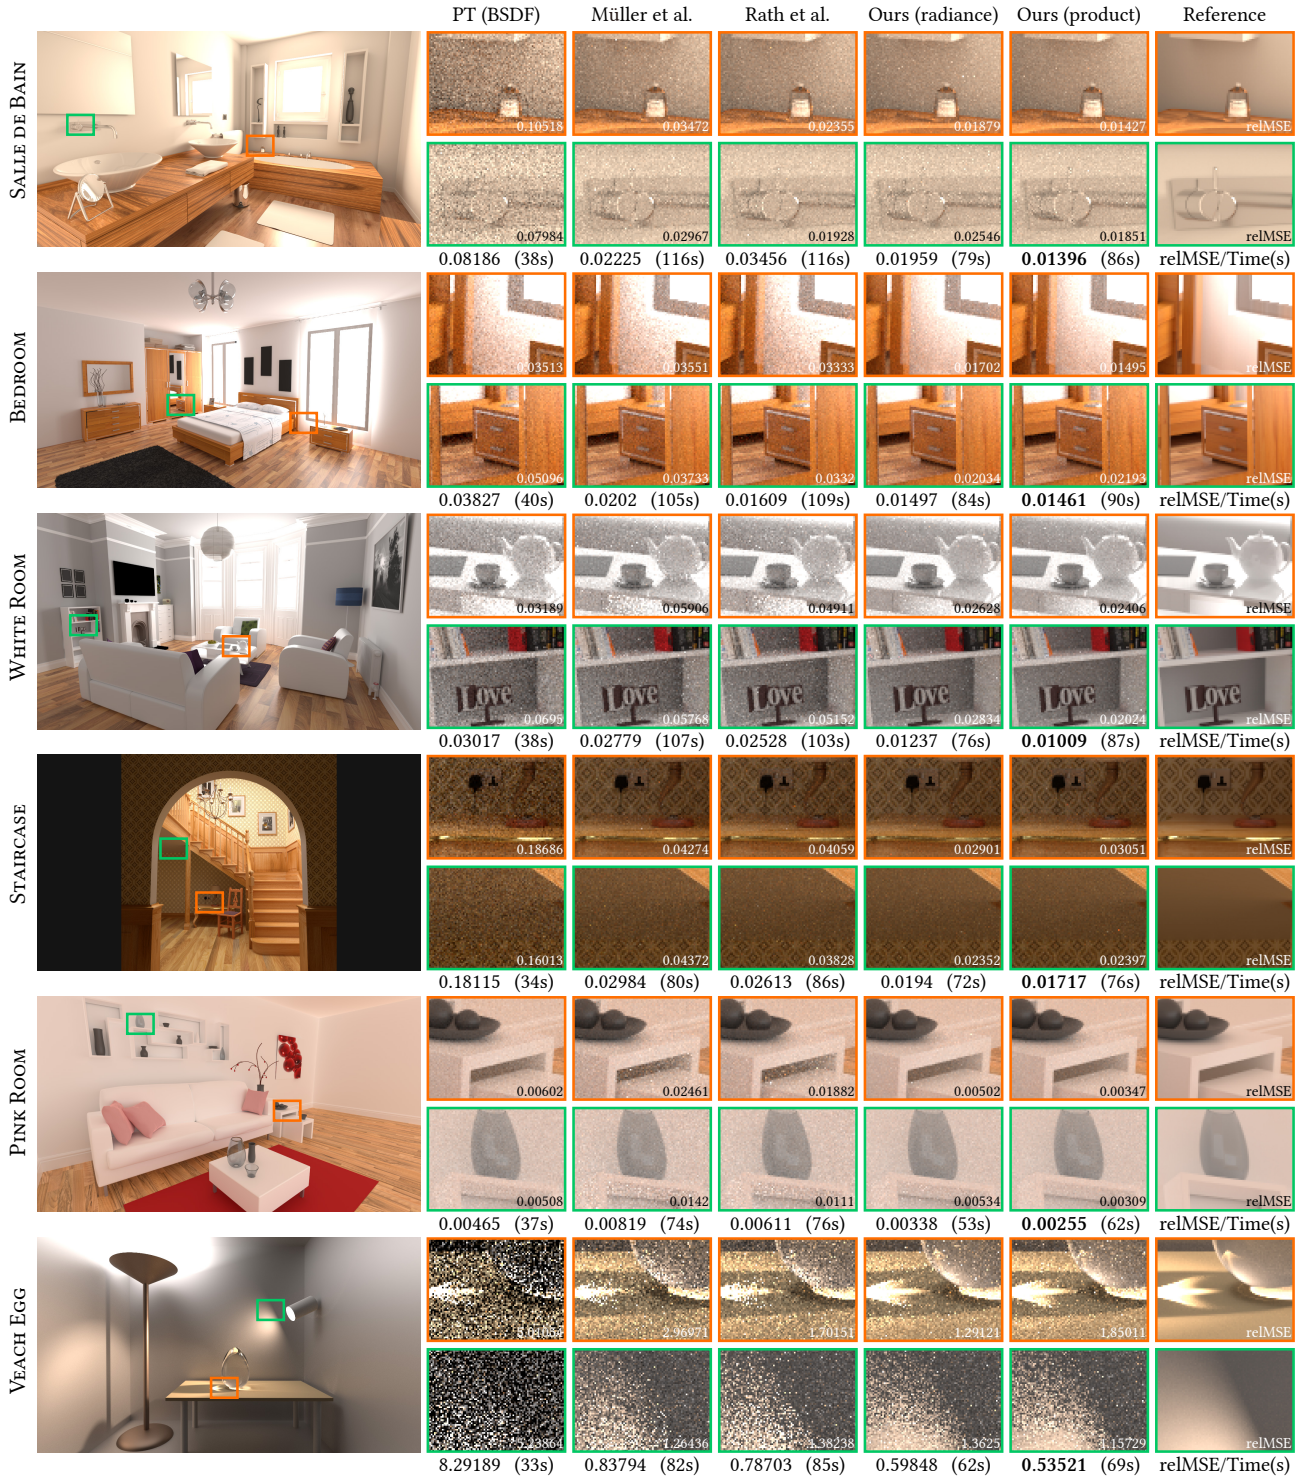 PT (BSDF) Müller et al. Rath et al. Ours (radiance) Ours (product) Reference
SALLE DE BAIN
0.10518 0.03472 0.02355 0.01879 0.01427 relMSE
0.07984 0.02967 0.01928 0.02546 0.01851 relMSE
0.08186 (38s) 0.02225 (116s) 0.03456 (116s) 0.01959 (79s) 0.01396 (86s) relMSE/Time(s)
BEDROOM
0.03513 0.03551 0.03333 0.01702 0.01495 relMSE
0.05096 0.03733 0.0332 0.02034 0.02193 relMSE
0.03827 (40s) 0.0202 (105s) 0.01609 (109s) 0.01497 (84s) 0.01461 (90s) relMSE/Time(s)
WHITE ROOM
0.03189 0.05906 0.04911 0.02628 0.02406 relMSE
Love Love Love Love Love Love
0.0695 0.05768 0.05152 0.02834 0.02024 relMSE
0.03017 (38s) 0.02779 (107s) 0.02528 (103s) 0.01237 (76s) 0.01009 (87s) relMSE/Time(s)
STAIRCASE
0.18686 0.04274 0.04059 0.02901 0.03051 relMSE
0.16013 0.04372 0.03828 0.02352 0.02397 relMSE
0.18115 (34s) 0.02984 (80s) 0.02613 (86s) 0.0194 (72s) 0.01717 (76s) relMSE/Time(s)
PINK ROOM
0.00602 0.02461 0.01882 0.00502 0.00347 relMSE
0.00508 0.0142 0.0111 0.00534 0.00309 relMSE
0.00465 (37s) 0.00819 (74s) 0.00611 (76s) 0.00338 (53s) 0.00255 (62s) relMSE/Time(s)
VEACH EGG
2.96971 1.70151 1.29121 1.85011 relMSE
1.26436 1.38238 1.3625 1.15729 relMSE
8.29189 (33s) 0.83794 (82s) 0.78703 (85s) 0.59848 (62s) 0.53521 (69s) relMSE/Time(s)